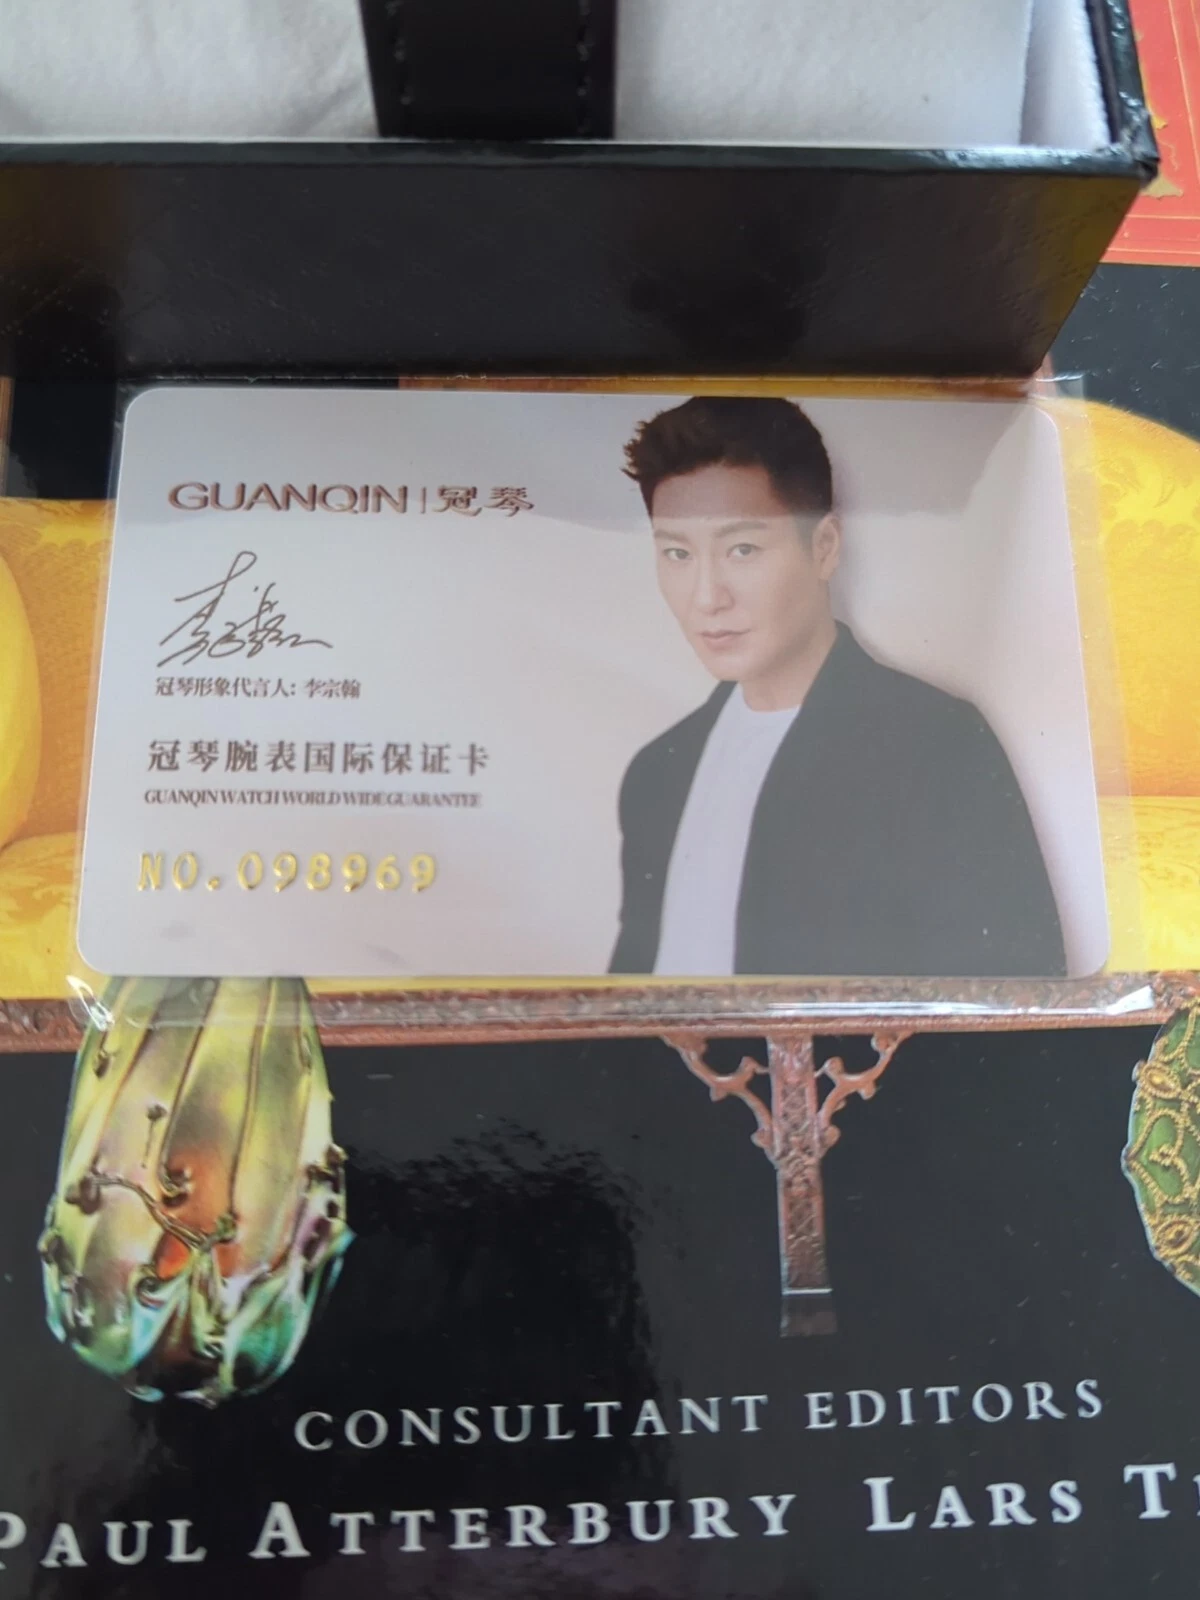 GUANQIN|冠琴
冠琴形象代言人: 李宗翰
冠琴腕表国际保证卡
GUANQIN WATCH WORLD WIDE GUARANTEE
NO.098969
CONSULTANT EDITORS
PAUL ATTERBURY LARS